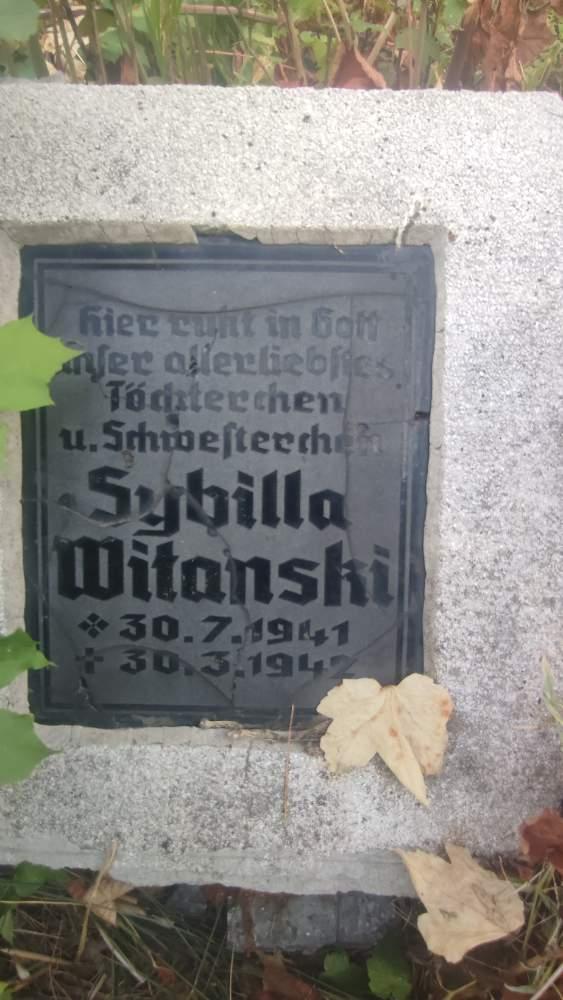 Hier ruht in Gott
unser allerliebstes
Töchterchen
u. Schwesterchen
Sybilla
Witanski
30.7.1941
30.3.1942